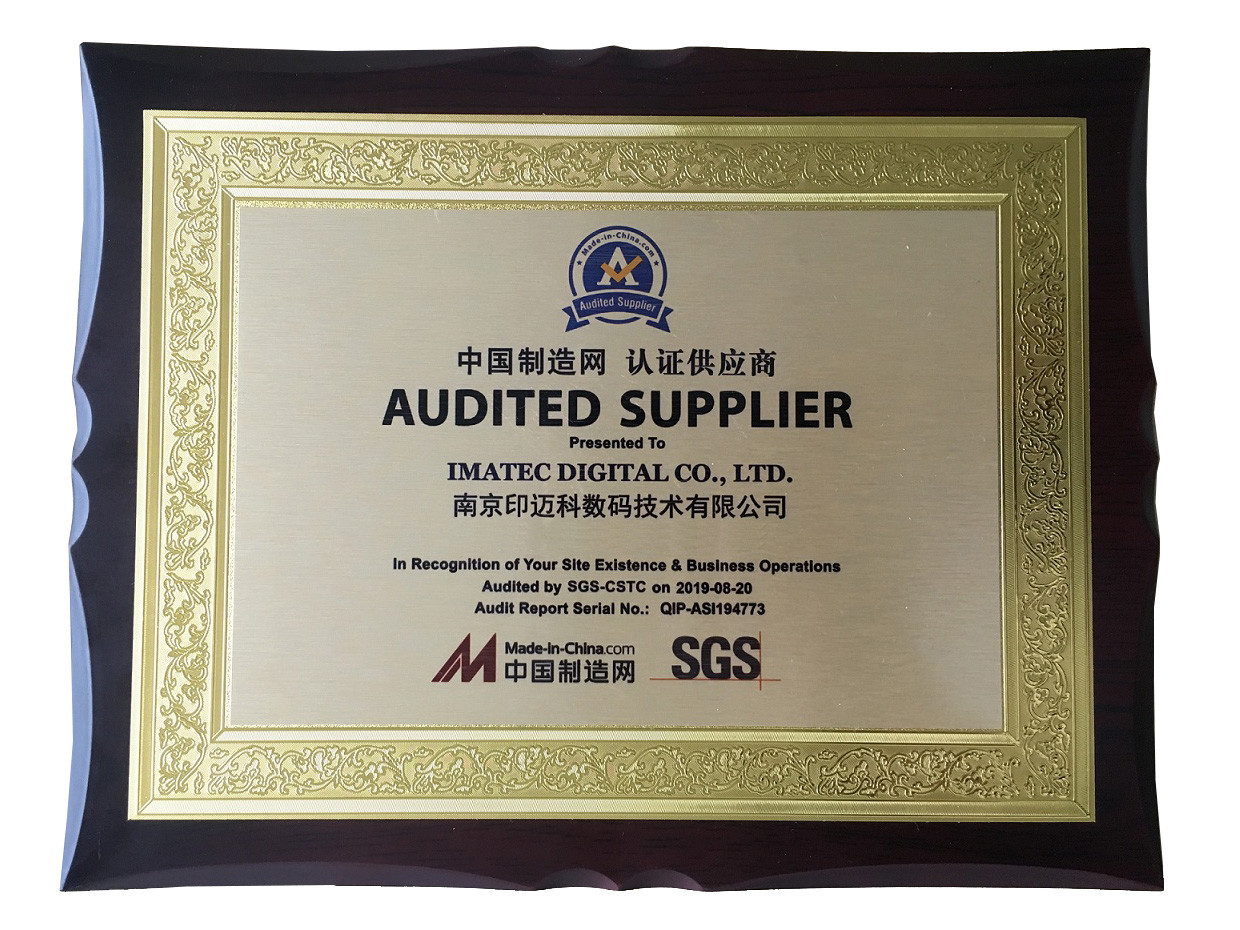 Made-in-China.com
A
Audited Supplier
中国制造网 认证供应商
AUDITED SUPPLIER
Presented To
IMATEC DIGITAL CO., LTD.
南京印迈科数码技术有限公司
In Recognition of Your Site Existence & Business Operations
Audited by SGS-CSTC on 2019-08-20
Audit Report Serial No.: QIP-ASI194773
Made-in-China.com
中国制造网
SGS